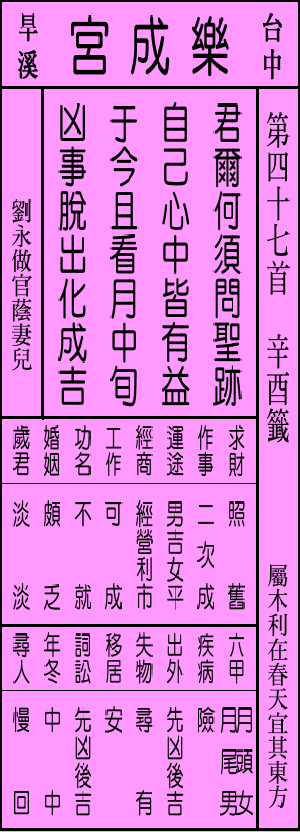 台中
樂成宮
旱溪
第四十七首　辛酉籤　屬木利在春天宜其東方
君爾何須問聖跡
自己心中皆有益
于今且看月中旬
凶事脫出化成吉
劉永做官蔭妻兒
求財　照舊
作事　二次成
運途　男吉女平
經商　經營利市
工作　可成
功名　不就
婚姻　頗乏
歲君　淡淡
六甲　月頭女 月尾男
疾病　險
出外　先凶後吉
失物　尋有
移居　安
詞訟　先凶後吉
年冬　中中
尋人　慢回